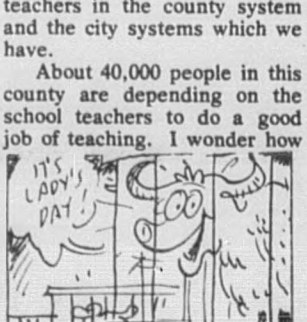 teachers in the county system
and the city systems which we
have.
About 40,000 people in this
county are depending on the
school teachers to do a good
job of teaching. I wonder how
IT'S
LADY'S
DAY!